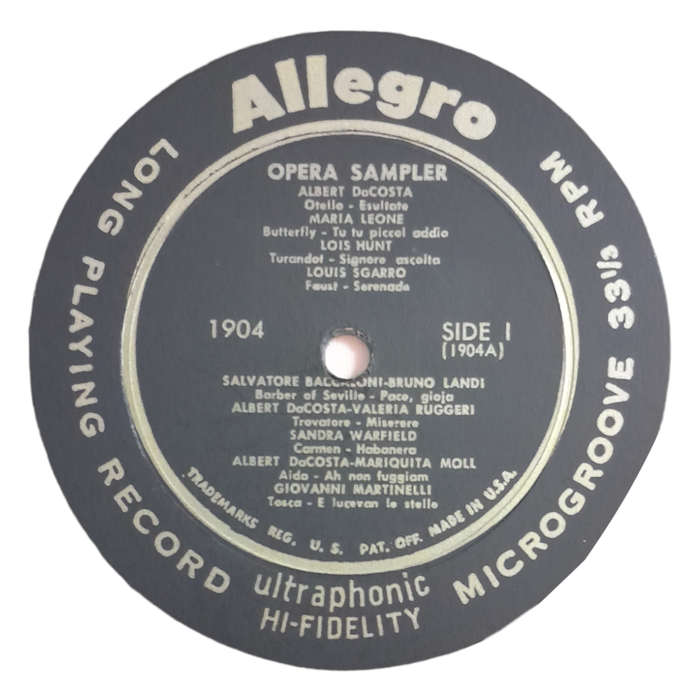 Allegro
LONG PLAYING RECORD
MICROGROOVE 33 1/3 RPM
OPERA SAMPLER
ALBERT DaCOSTA
Otello - Esultate
MARIA LEONE
Butterfly - Tu tu piccol addio
LOIS HUNT
Turandot - Signore ascolta
LOUIS SGARRO
Faust - Serenade
1904
SIDE 1
(1904A)
SALVATORE BACCALONI-BRUNO LANDI
Barber of Seville - Pace, gioja
ALBERT DaCOSTA-VALERIA RUGGERI
Trovatore - Miserere
SANDRA WARFIELD
Carmen - Habanera
ALBERT DaCOSTA-MARIQUITA MOLL
Aida - Ah non fuggiam
GIOVANNI MARTINELLI
Tosca - E lucevan le stelle
TRADEMARKS REG. U. S. PAT. OFF. MADE IN U.S.A.
ultraphonic
HI-FIDELITY